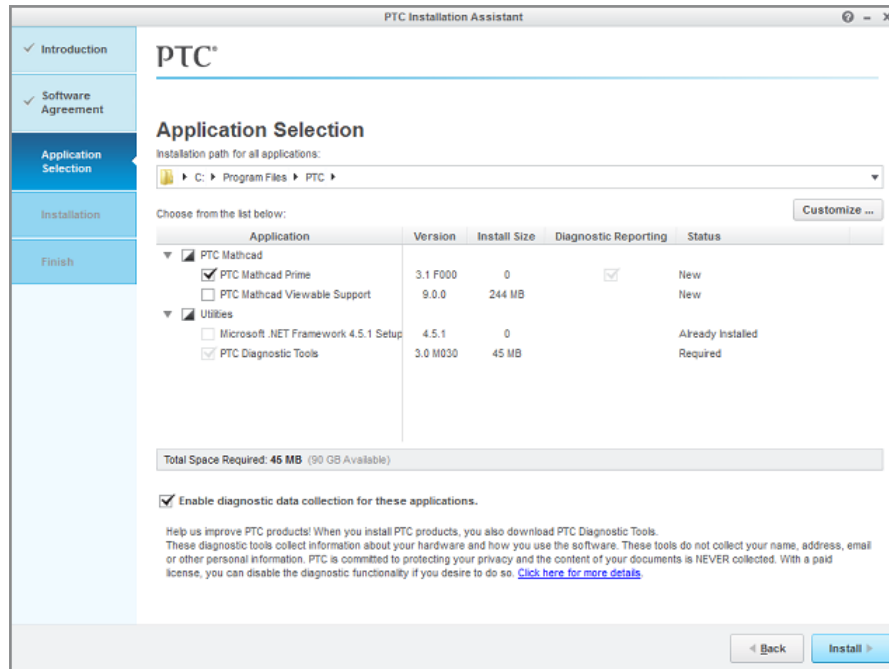 PTC Installation Assistant
Introduction
Software
Agreement
Application
Selection
Installation
Finish
PTC®
Application Selection
Installation path for all applications:
C: Program Files PTC
Choose from the list below:
Customize ...
Application Version Install Size Diagnostic Reporting Status
PTC Mathcad
PTC Mathcad Prime 3.1 F000 0 New
PTC Mathcad Viewable Support 9.0.0 244 MB New
Utilities
Microsoft .NET Framework 4.5.1 Setup 4.5.1 0 Already Installed
PTC Diagnostic Tools 3.0 M030 45 MB Required
Total Space Required: 45 MB (90 GB Available)
Enable diagnostic data collection for these applications.
Help us improve PTC products! When you install PTC products, you also download PTC Diagnostic Tools.
These diagnostic tools collect information about your hardware and how you use the software. These tools do not collect your name, address, email
or other personal information. PTC is committed to protecting your privacy and the content of your documents is NEVER collected. With a paid
license, you can disable the diagnostic functionality if you desire to do so. Click here for more details.
Back
Install